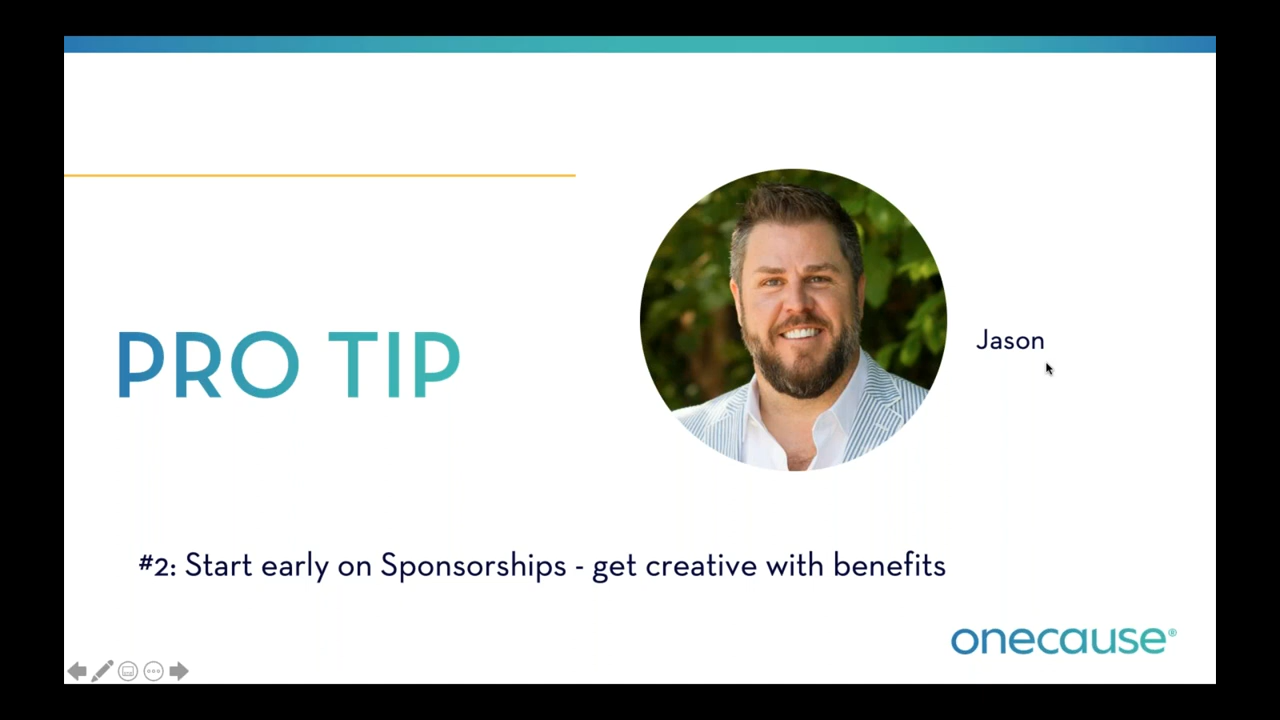 PRO TIP
Jason
#2: Start early on Sponsorships - get creative with benefits
onecause®